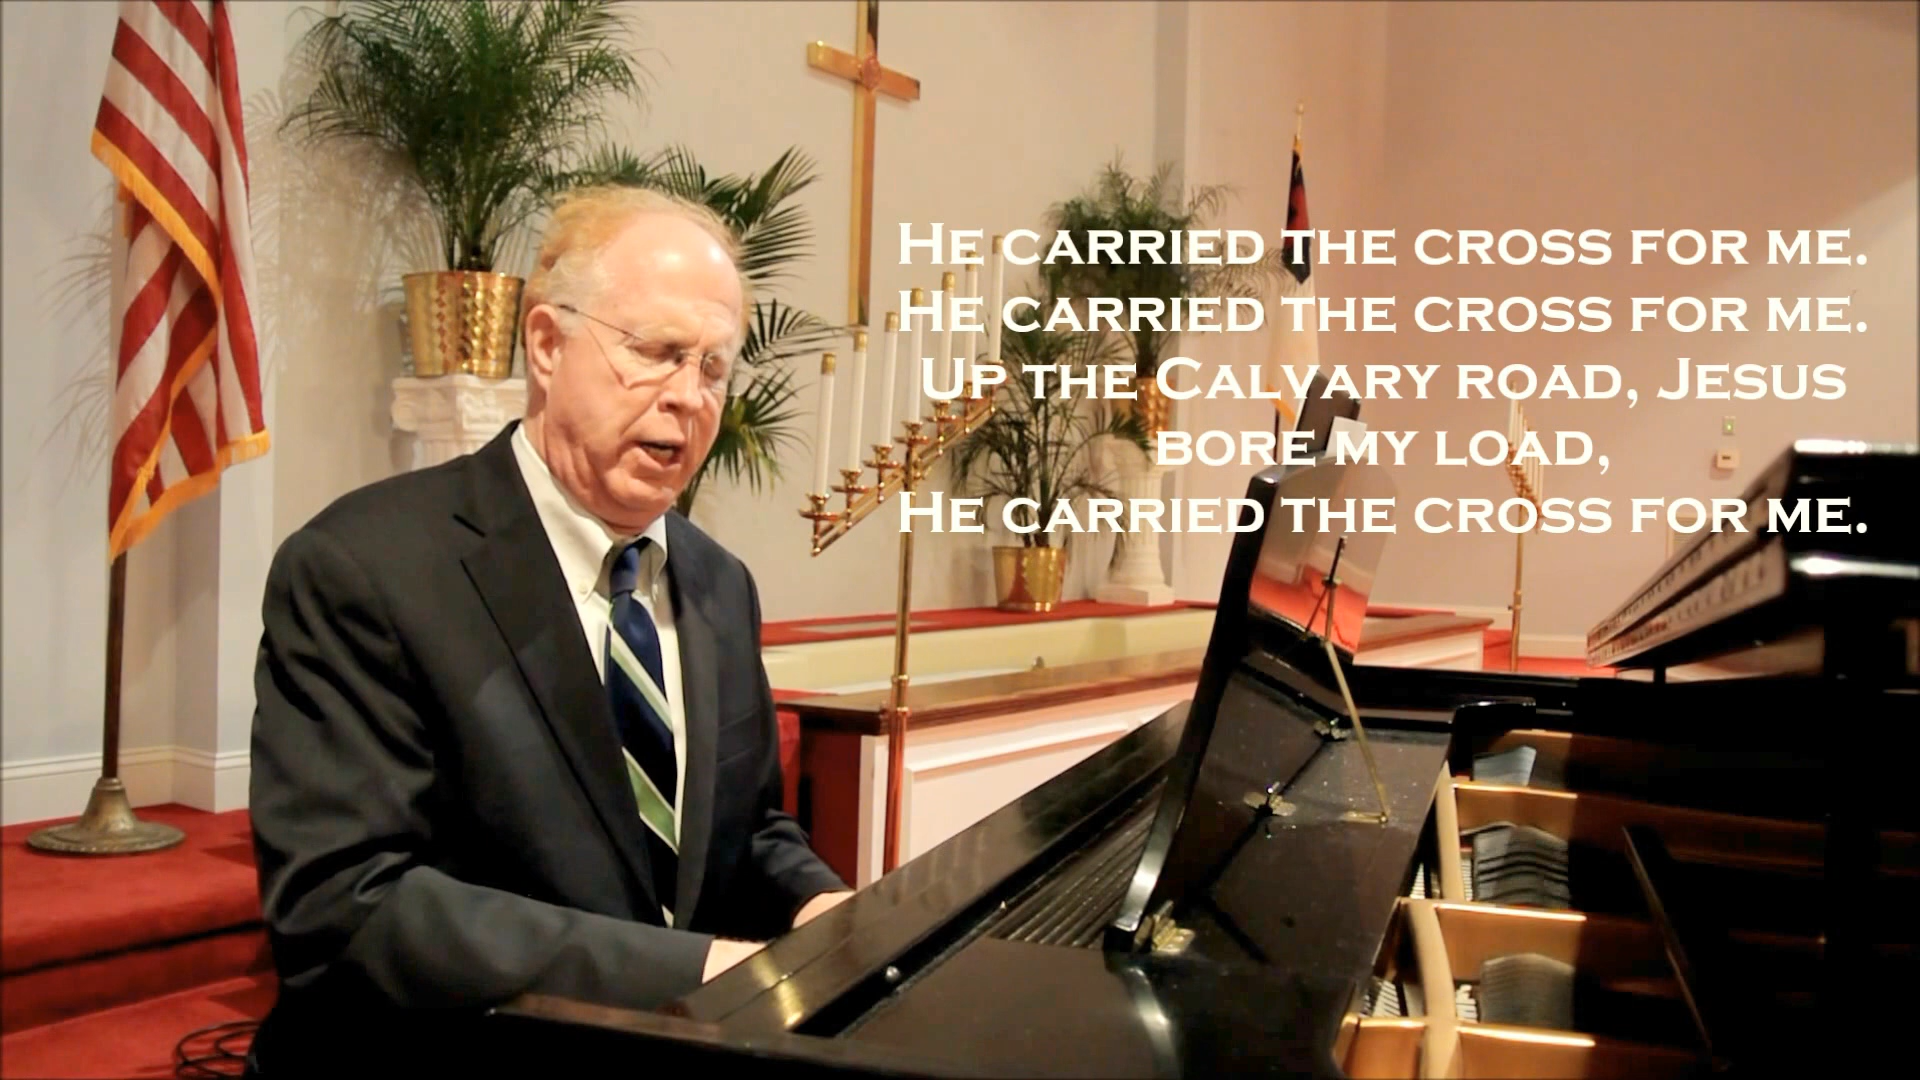 He carried the cross for me.
He carried the cross for me.
Up the Calvary road, Jesus
bore my load,
He carried the cross for me.